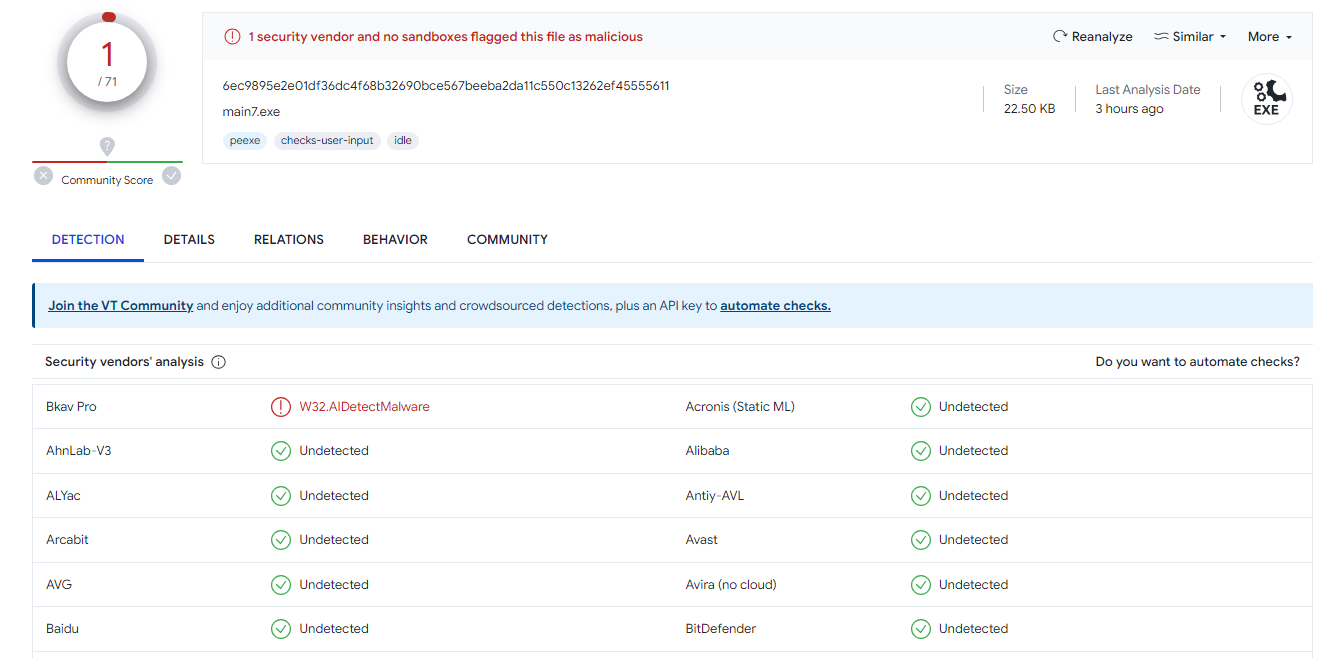 1
/ 71
1 security vendor and no sandboxes flagged this file as malicious
Reanalyze
Similar
More
6ec9895e2e01df36dc4f68b32690bce567beeba2da11c550c13262ef45555611
main7.exe
peexe
checks-user-input
idle
Size
22.50 KB
Last Analysis Date
3 hours ago
EXE
?
Community Score
DETECTION
DETAILS
RELATIONS
BEHAVIOR
COMMUNITY
Join the VT Community and enjoy additional community insights and crowdsourced detections, plus an API key to automate checks.
Security vendors' analysis
Do you want to automate checks?
Bkav Pro
W32.AIDetectMalware
Acronis (Static ML)
Undetected
AhnLab-V3
Undetected
Alibaba
Undetected
ALYac
Undetected
Antiy-AVL
Undetected
Arcabit
Undetected
Avast
Undetected
AVG
Undetected
Avira (no cloud)
Undetected
Baidu
Undetected
BitDefender
Undetected